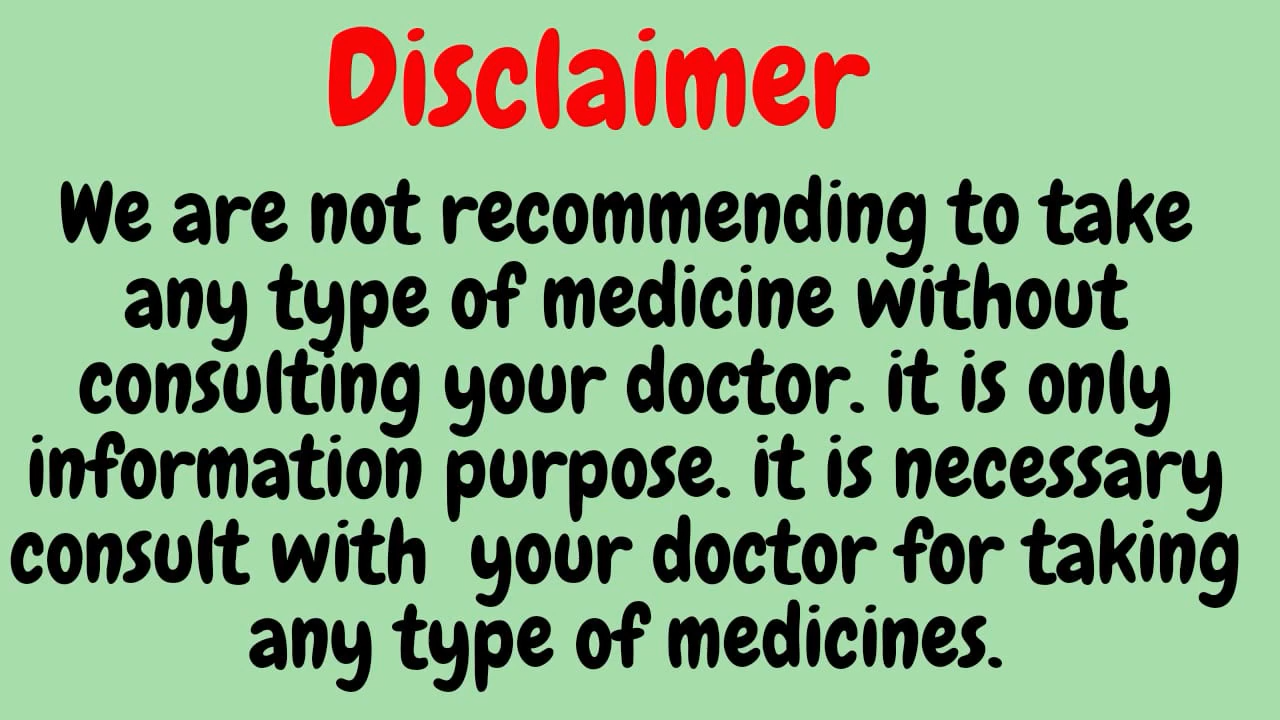 Disclaimer
We are not recommending to take
any type of medicine without
consulting your doctor. it is only
information purpose. it is necessary
consult with your doctor for taking
any type of medicines.